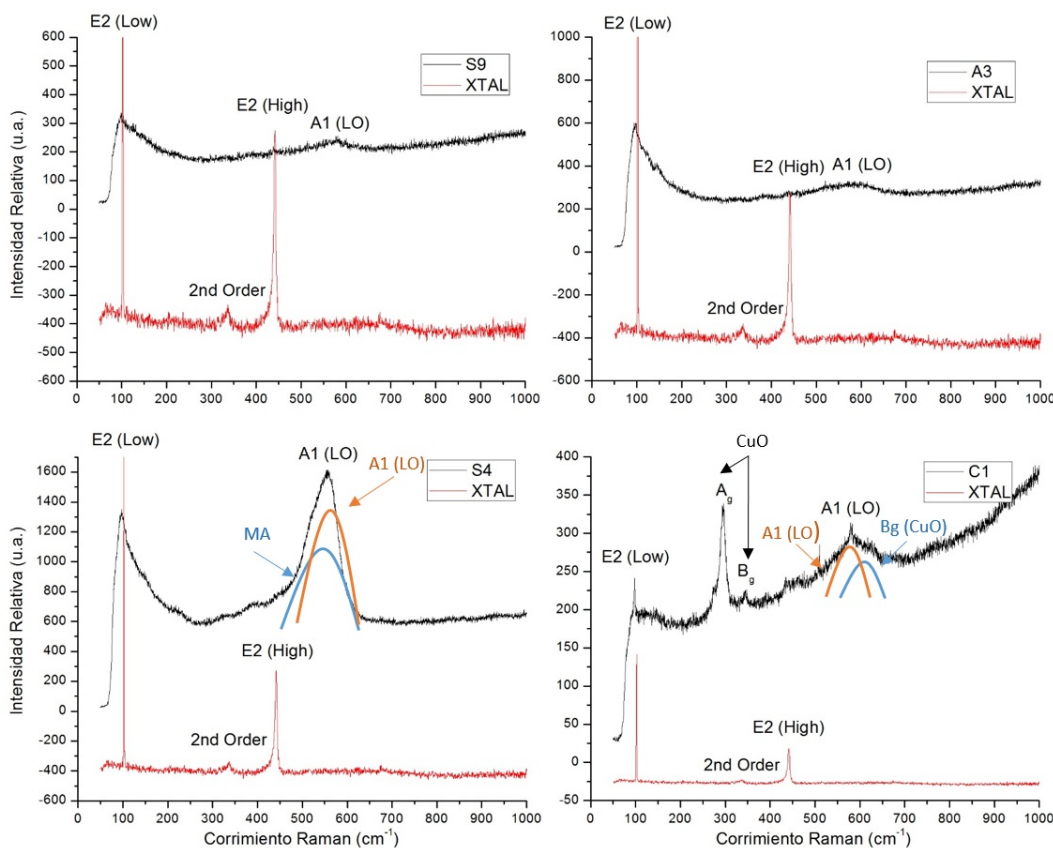 E2 (Low)
S9
XTAL
E2 (High)
A1 (LO)
2nd Order
Intensidad Relativa (u.a.)
600
500
400
300
200
100
0
-100
-200
-300
-400
-500
-600
0 100 200 300 400 500 600 700 800 900 1000
E2 (Low)
A3
XTAL
E2 (High)
A1 (LO)
2nd Order
1000
800
600
400
200
0
-200
-400
-600
0 100 200 300 400 500 600 700 800 900 1000
E2 (Low)
A1 (LO)
A1 (LO)
S4
XTAL
MA
E2 (High)
2nd Order
Intensidad Relativa (u.a.)
1600
1400
1200
1000
800
600
400
200
0
-200
-400
-600
0 100 200 300 400 500 600 700 800 900 1000
Corrimiento Raman (cm⁻¹)
CuO
C1
XTAL
Ag
A1 (LO)
A1 (LO)
Bg (CuO)
E2 (Low)
Bg
E2 (High)
2nd Order
400
350
300
250
200
150
100
50
25
0
-25
-50
0 100 200 300 400 500 600 700 800 900 1000
Corrimiento Raman (cm⁻¹)